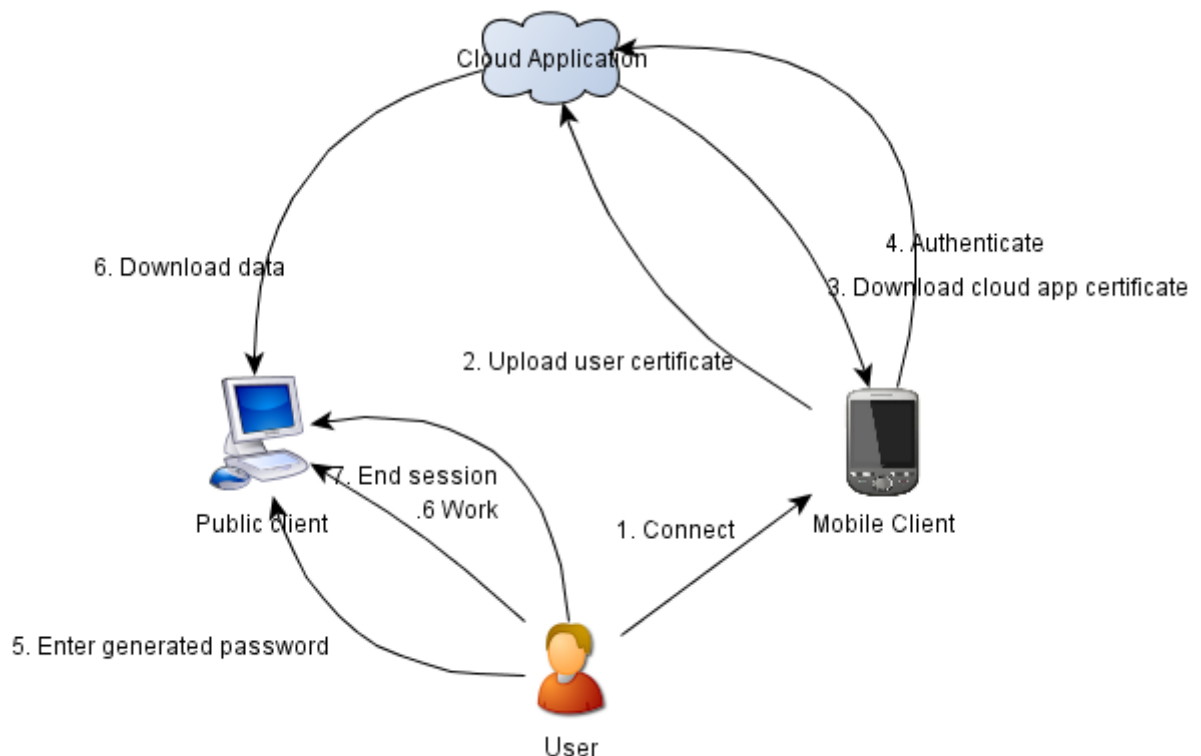 Cloud Application
4. Authenticate
6. Download data
3. Download cloud app certificate
2. Upload user certificate
7. End session
.6 Work
Public client
1. Connect
Mobile Client
5. Enter generated password
User